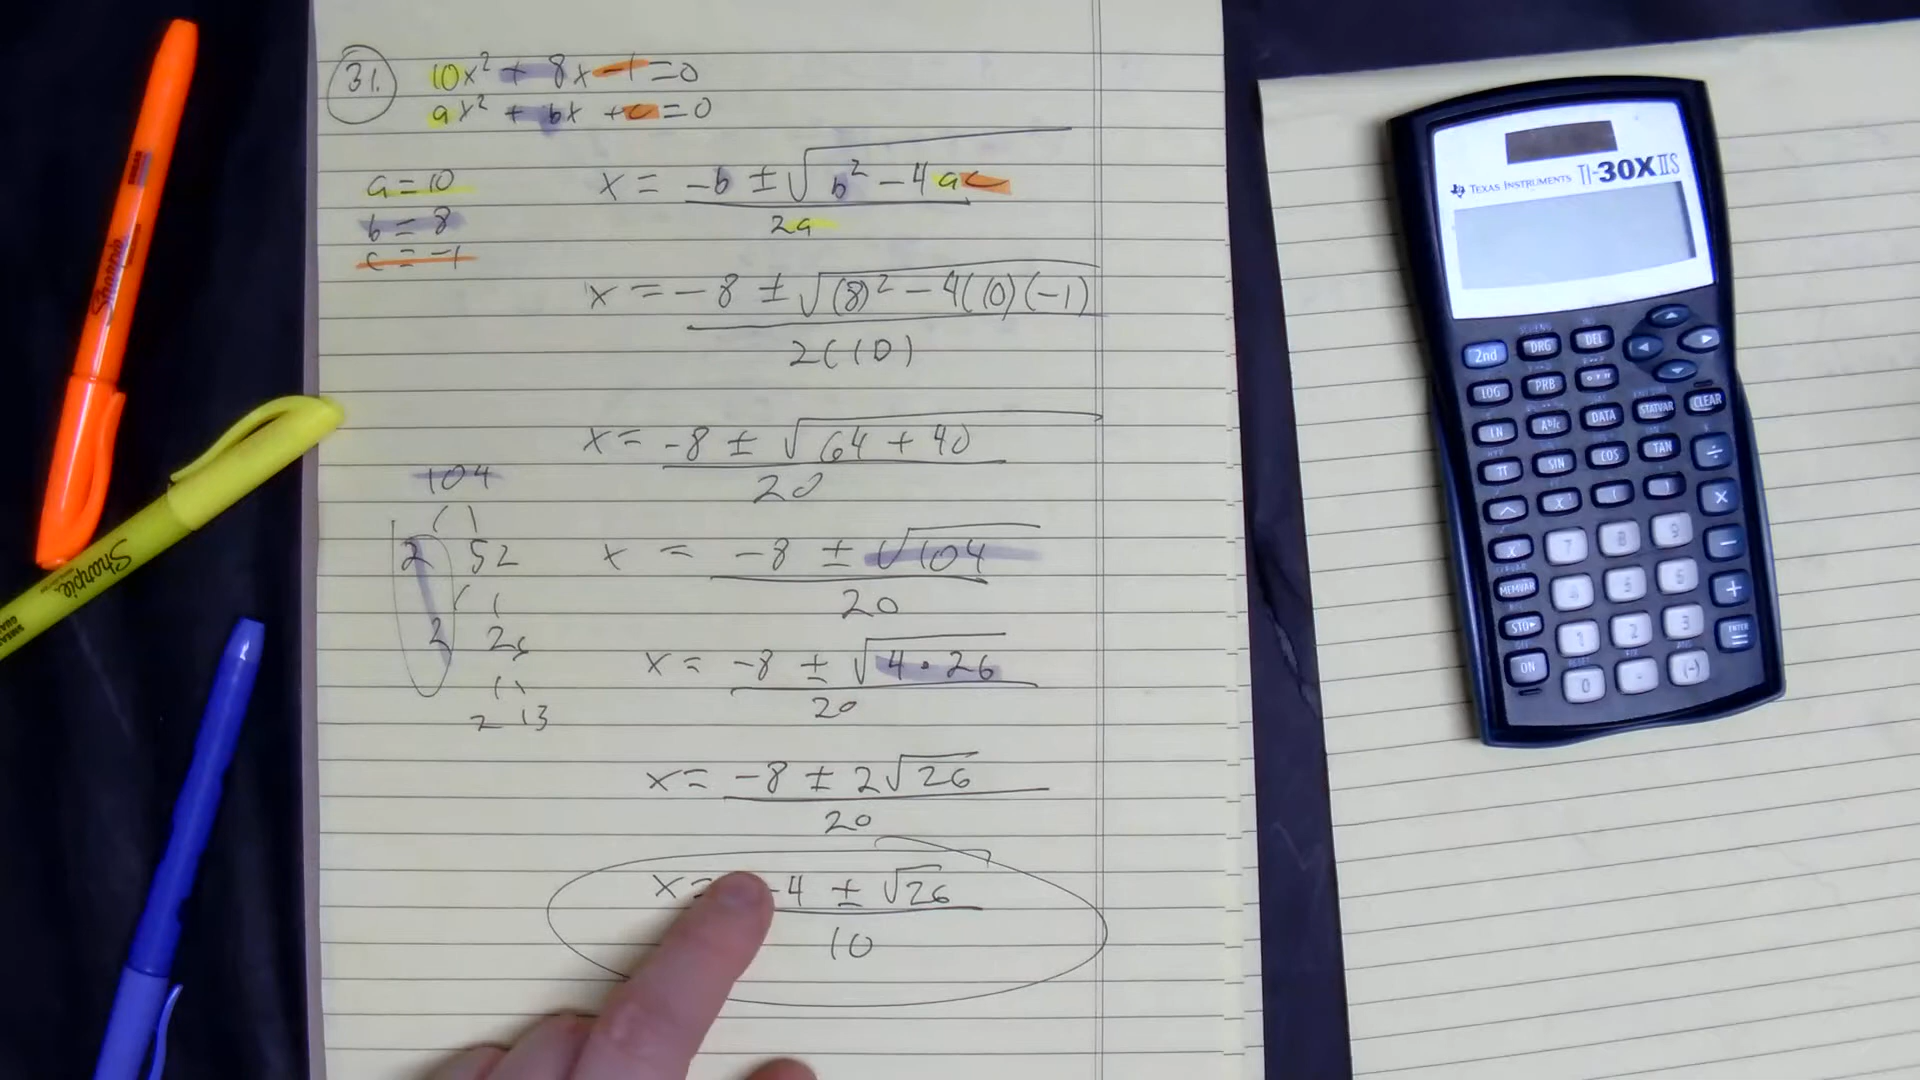 31. 10x² + 8x - 1 = 0
ax² + bx + c = 0
a = 10
b = 8
c = -1
x = -b ± √b² - 4ac
2a
x = -8 ± √(8)² - 4(10)(-1)
2(10)
x = -8 ± √64 + 40
20
104
2 52
2 26
2 13
x = -8 ± √104
20
x = -8 ± √4 · 26
20
x = -8 ± 2√26
20
x = -4 ± √26
10
Sharpie
Sharpie
TEXAS INSTRUMENTS TI-30X IIS
2nd DRG DEL
LOG PRB ° ' "
LN Ab/c DATA STATVAR CLEAR
π SIN COS TAN ÷
^ x⁻¹ ( ) ×
x² 7 8 9 −
MEMVAR 4 5 6 +
STO► 1 2 3 ENTER =
ON 0 . (-)